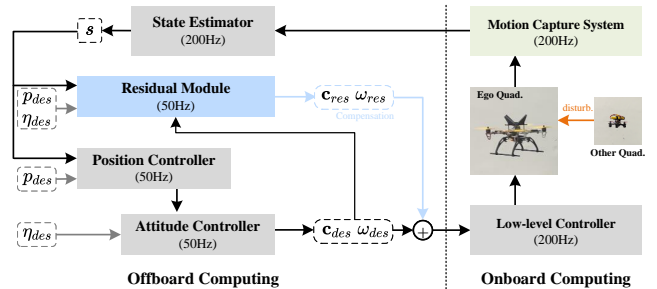 State Estimator
(200Hz)
s
Motion Capture System
(200Hz)
Residual Module
(50Hz)
p_des
η_des
c_res ω_res
Compensation
Ego Quad.
disturb.
Other Quad.
Position Controller
(50Hz)
p_des
Attitude Controller
(50Hz)
η_des
c_des ω_des
+
Low-level Controller
(200Hz)
Offboard Computing
Onboard Computing